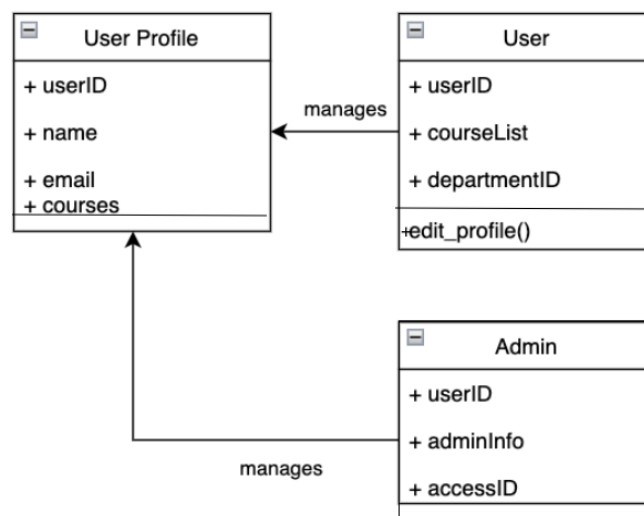 User Profile
+ userID
+ name
+ email
+ courses
manages
User
+ userID
+ courseList
+ departmentID
+edit_profile()
manages
Admin
+ userID
+ adminInfo
+ accessID